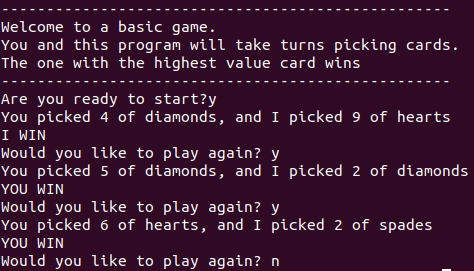 --------------------------------------------------
Welcome to a basic game.
You and this program will take turns picking cards.
The one with the highest value card wins
--------------------------------------------------
Are you ready to start?y
You picked 4 of diamonds, and I picked 9 of hearts
I WIN
Would you like to play again? y
You picked 5 of diamonds, and I picked 2 of diamonds
YOU WIN
Would you like to play again? y
You picked 6 of hearts, and I picked 2 of spades
YOU WIN
Would you like to play again? n